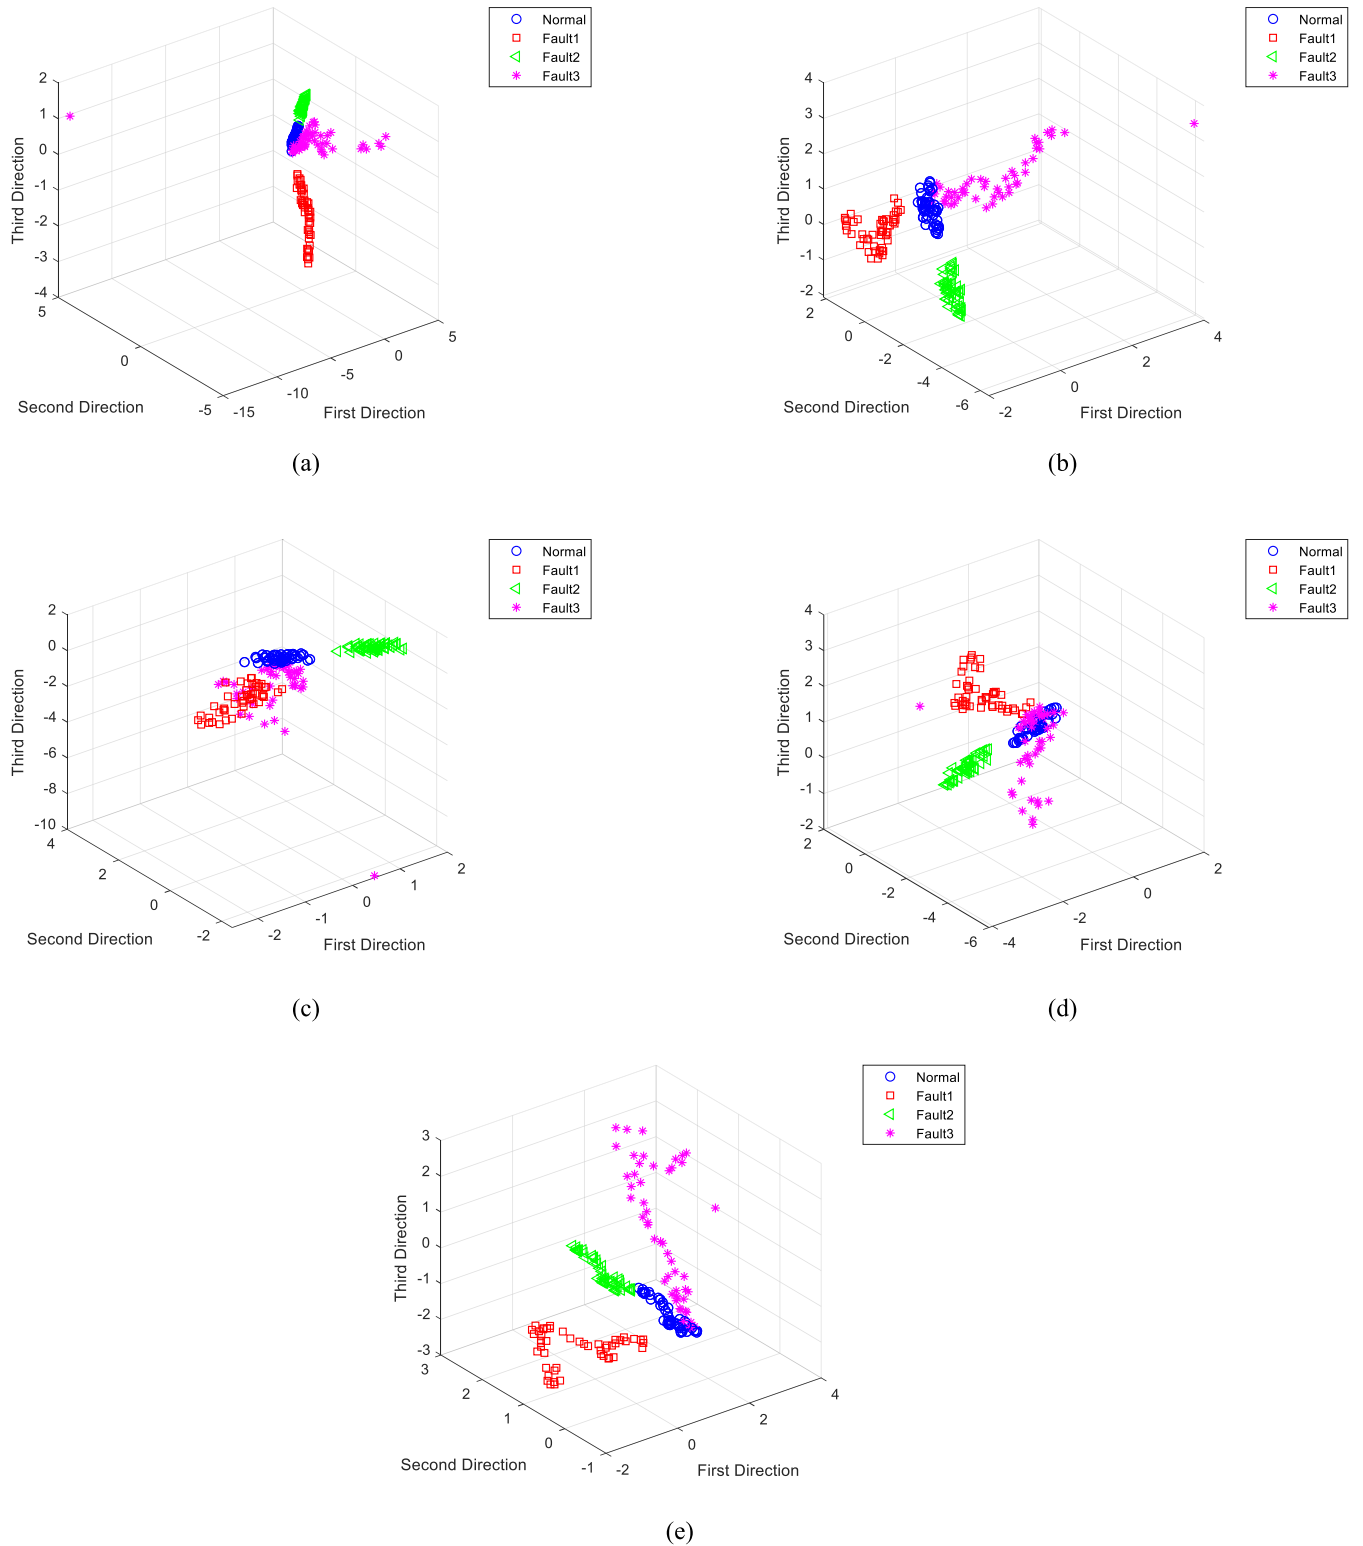 Normal
Fault1
Fault2
Fault3
2
1
0
-1
-2
-3
-4
Third Direction
5
0
-5
Second Direction
-15
-10
-5
0
5
First Direction
(a)
Normal
Fault1
Fault2
Fault3
4
3
2
1
0
-1
-2
Third Direction
2
0
-2
-4
-6
Second Direction
-2
0
2
4
First Direction
(b)
Normal
Fault1
Fault2
Fault3
2
0
-2
-4
-6
-8
-10
Third Direction
4
2
0
-2
Second Direction
-2
-1
0
1
2
First Direction
(c)
Normal
Fault1
Fault2
Fault3
4
3
2
1
0
-1
-2
Third Direction
2
0
-2
-4
-6
Second Direction
-4
-2
0
2
First Direction
(d)
Normal
Fault1
Fault2
Fault3
3
2
1
0
-1
-2
-3
Third Direction
3
2
1
0
-1
Second Direction
-2
0
2
4
First Direction
(e)